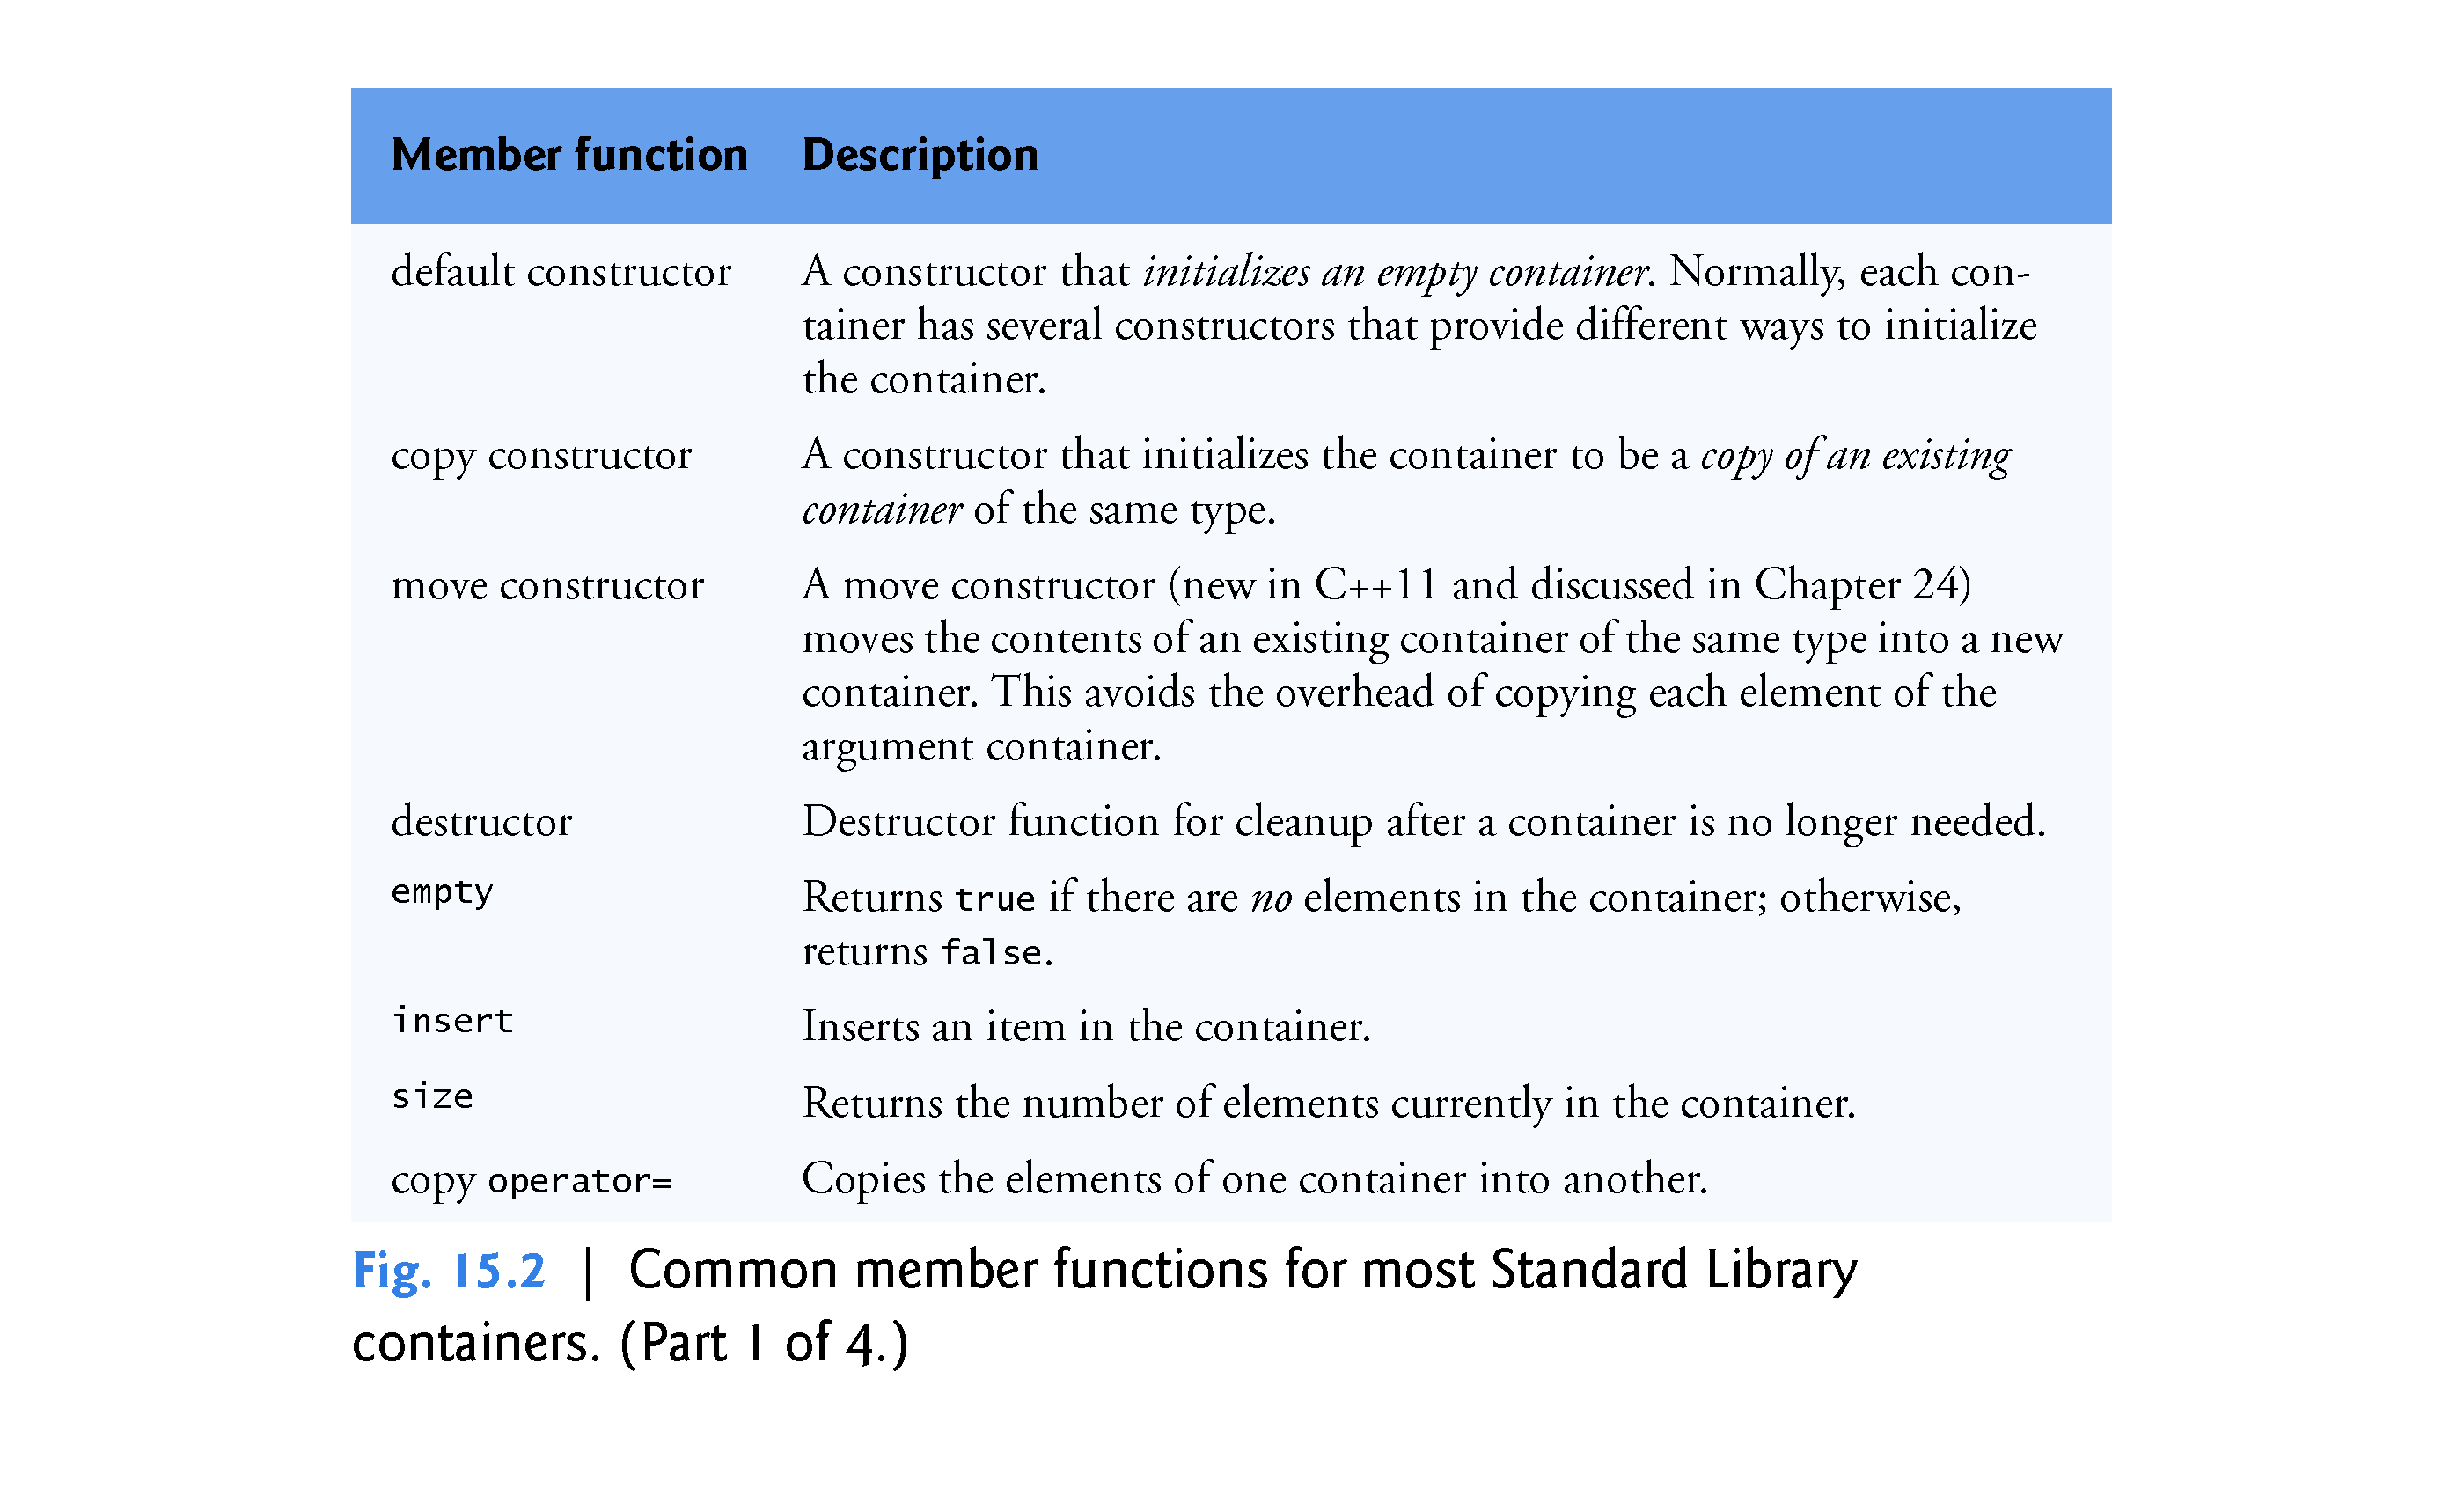 Member function Description
default constructor A constructor that initializes an empty container. Normally, each con-
tainer has several constructors that provide different ways to initialize
the container.
copy constructor A constructor that initializes the container to be a copy of an existing
container of the same type.
move constructor A move constructor (new in C++11 and discussed in Chapter 24)
moves the contents of an existing container of the same type into a new
container. This avoids the overhead of copying each element of the
argument container.
destructor Destructor function for cleanup after a container is no longer needed.
empty Returns true if there are no elements in the container; otherwise,
returns false.
insert Inserts an item in the container.
size Returns the number of elements currently in the container.
copy operator= Copies the elements of one container into another.
Fig. 15.2 | Common member functions for most Standard Library
containers. (Part 1 of 4.)